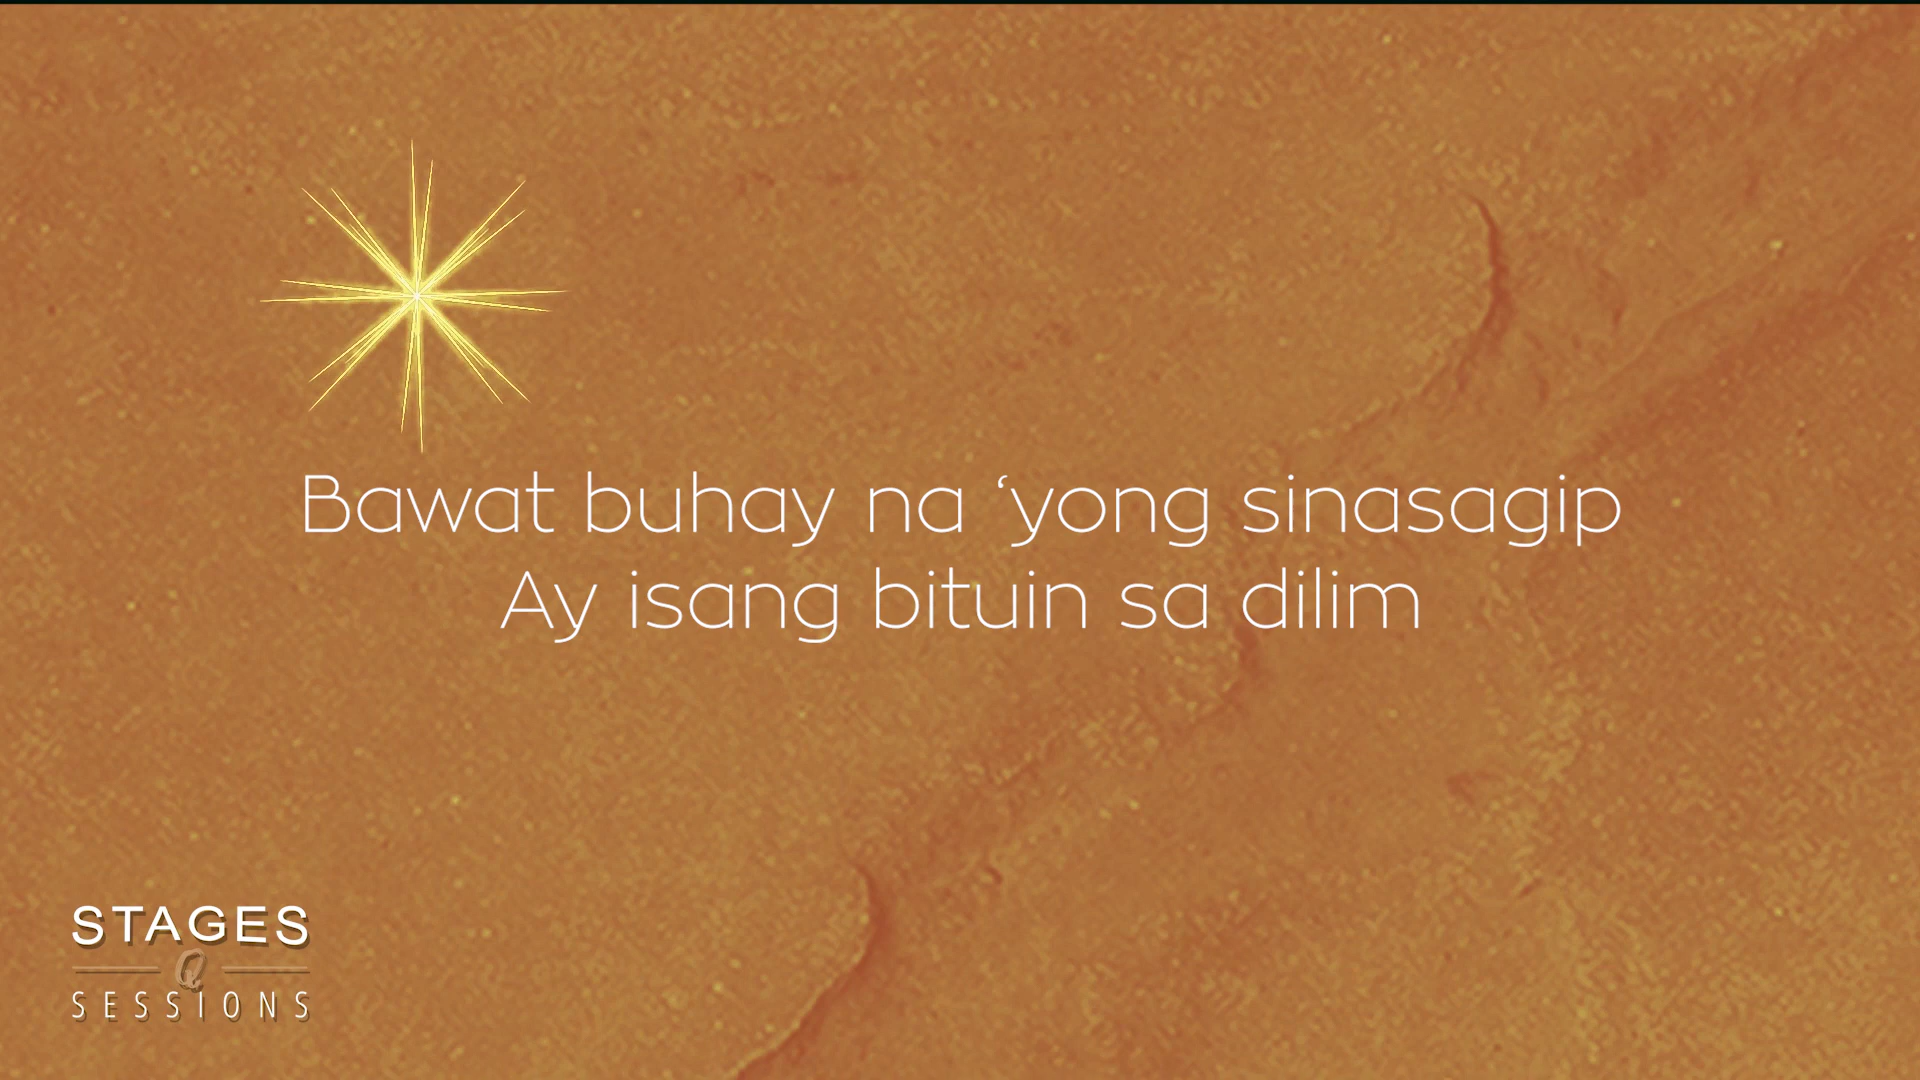 Bawat buhay na ‘yong sinasagip
Ay isang bituin sa dilim
STAGES
Q
SESSIONS